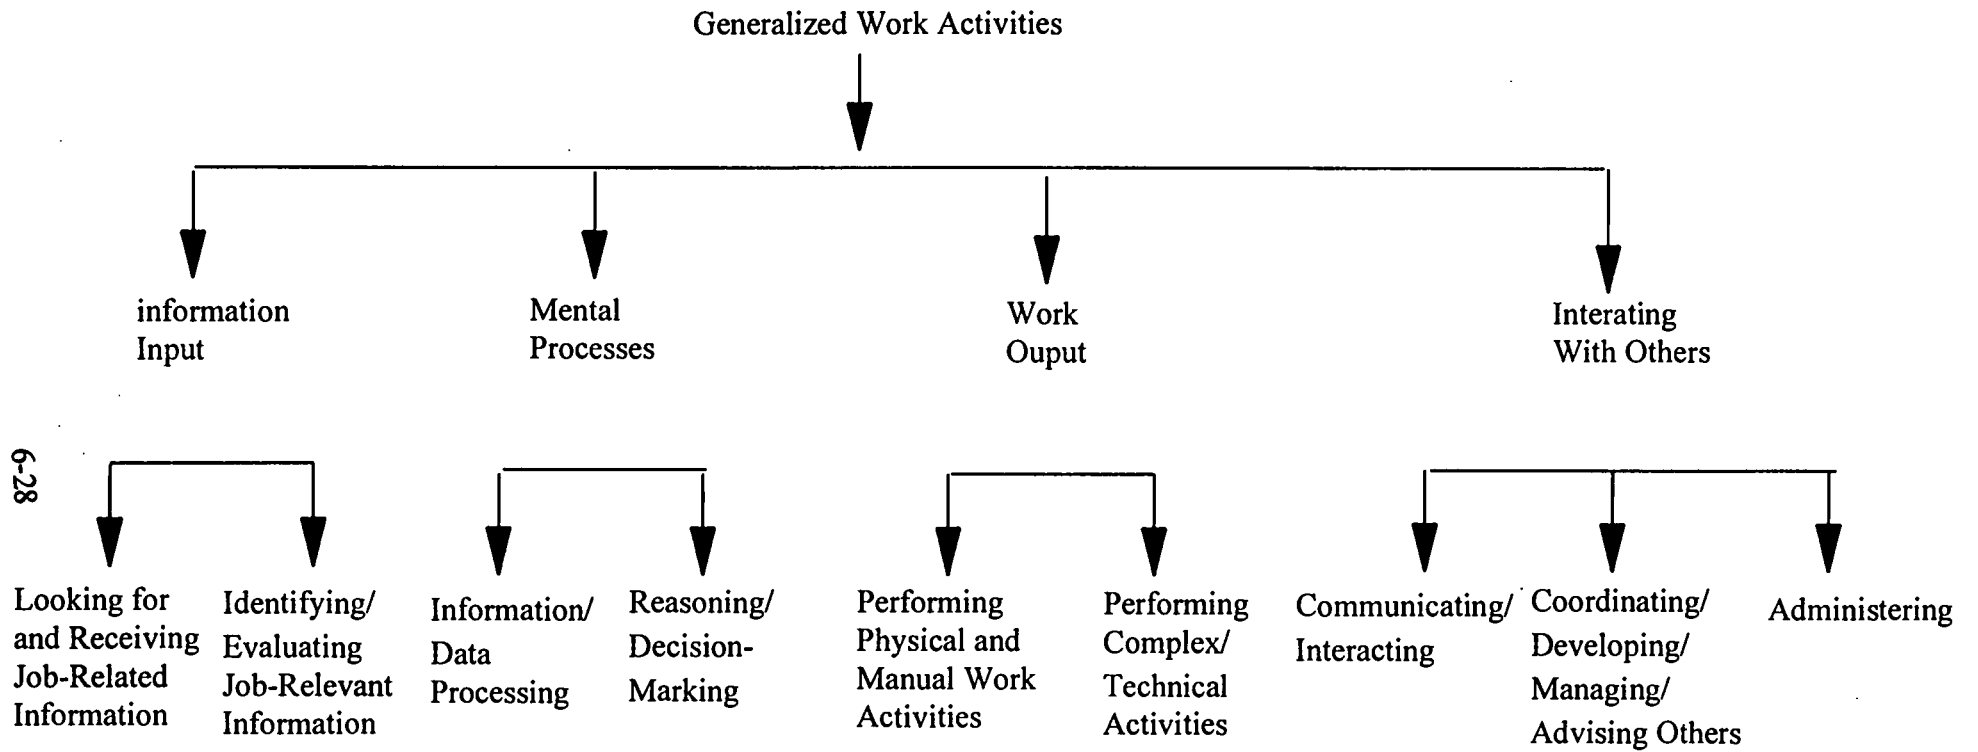 Generalized Work Activities
information
Input
Mental
Processes
Work
Ouput
Interating
With Others
6-28
Looking for
and Receiving
Job-Related
Information
Identifying/
Evaluating
Job-Relevant
Information
Information/
Data
Processing
Reasoning/
Decision-
Marking
Performing
Physical and
Manual Work
Activities
Performing
Complex/
Technical
Activities
Communicating/
Interacting
Coordinating/
Developing/
Managing/
Advising Others
Administering